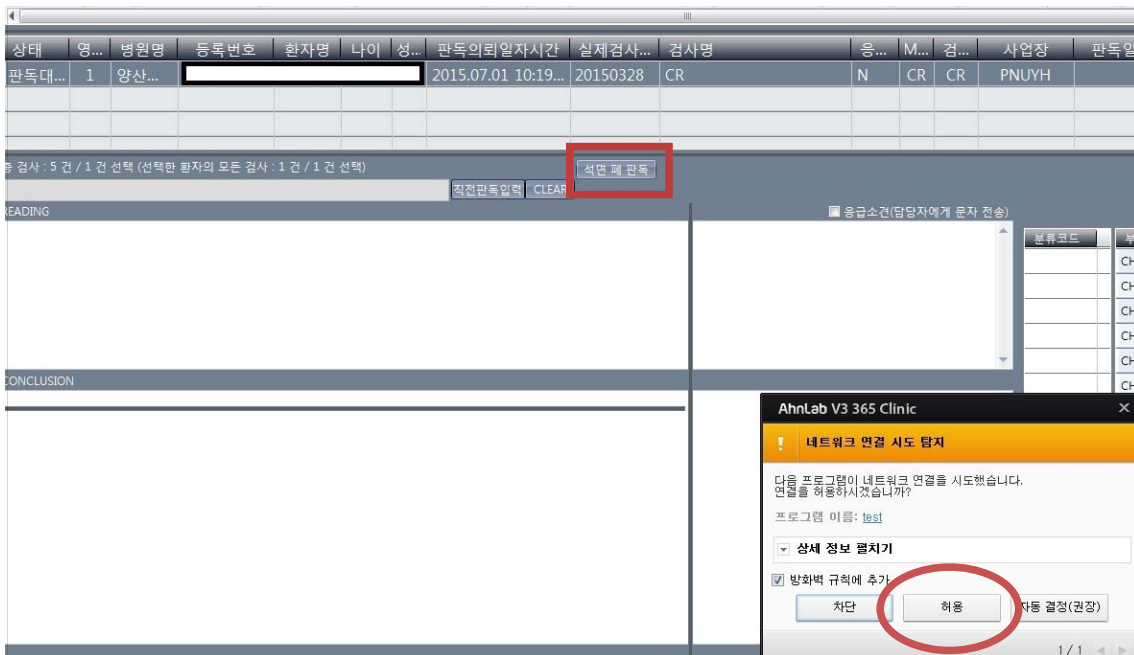 상태 영... 병원명 등록번호 환자명 나이 성... 판독의뢰일자시간 실제검사... 검사명 응... M... 검... 사업장 판독일
판독대... 1 양산... 2015.07.01 10:19... 20150328 CR N CR CR PNUYH
총 검사 : 5 건 / 1 건 선택 (선택한 환자의 모든 검사 : 1 건 / 1 건 선택)
석면 폐 판독
직전판독입력 CLEAR
READING
응급소견(담당자에게 문자 전송)
분류코드 부
CH
CH
CH
CH
CH
CH
CONCLUSION
AhnLab V3 365 Clinic
! 네트워크 연결 시도 탐지
다음 프로그램이 네트워크 연결을 시도했습니다.
연결을 허용하시겠습니까?
프로그램 이름: test
상세 정보 펼치기
방화벽 규칙에 추가
차단 허용 자동 결정(권장)
1 / 1